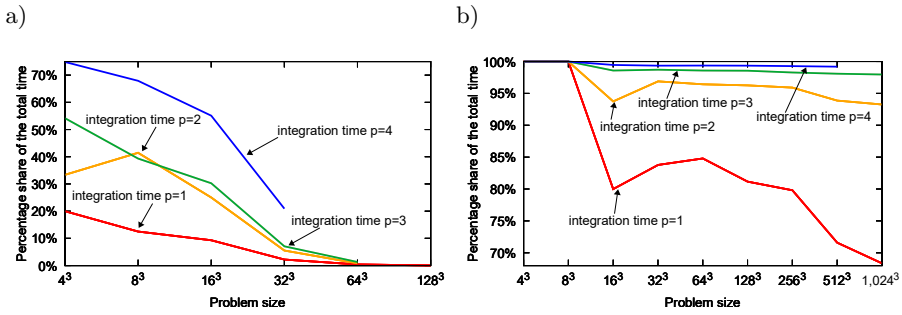 a)
Percentage share of the total time
70%
60%
50%
40%
30%
20%
10%
0%
integration time p=2
integration time p=4
integration time p=1
integration time p=3
4³ 8³ 16³ 32³ 64³ 128³
Problem size
b)
Percentage share of the total time
100%
95%
90%
85%
80%
75%
70%
integration time p=3
integration time p=4
integration time p=2
integration time p=1
4³ 8³ 16³ 32³ 64³ 128³ 256³ 512³ 1,024³
Problem size